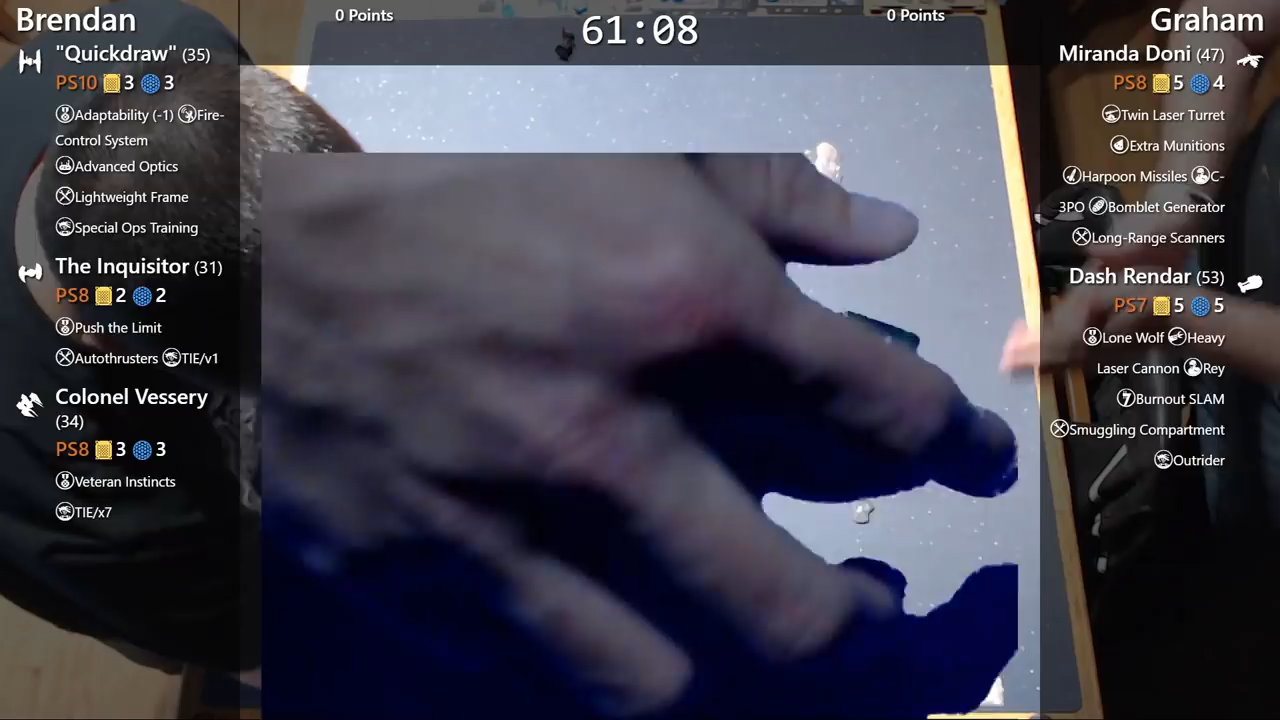 Brendan
0 Points
61:08
0 Points
Graham
"Quickdraw" (35)
PS10 3 3
Adaptability (-1) Fire-
Control System
Advanced Optics
Lightweight Frame
Special Ops Training
The Inquisitor (31)
PS8 2 2
Push the Limit
Autothrusters TIE/v1
Colonel Vessery
(34)
PS8 3 3
Veteran Instincts
TIE/x7
Miranda Doni (47)
PS8 5 4
Twin Laser Turret
Extra Munitions
Harpoon Missiles C-
3PO Bomblet Generator
Long-Range Scanners
Dash Rendar (53)
PS7 5 5
Lone Wolf Heavy
Laser Cannon Rey
Burnout SLAM
Smuggling Compartment
Outrider